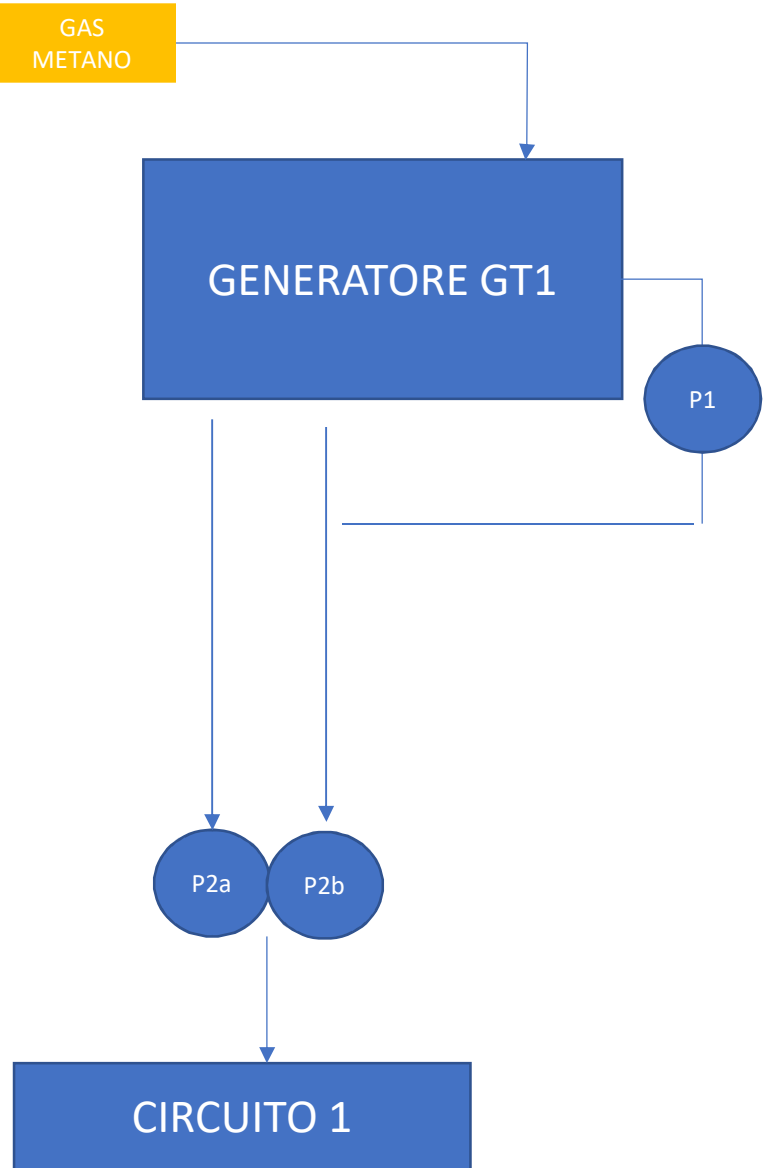 GAS
METANO
GENERATORE GT1
P1
P2a
P2b
CIRCUITO 1